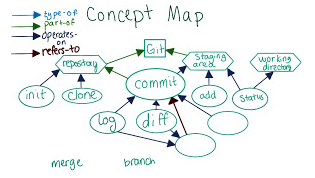 Concept Map
type-of
part-of
operates-
on
refers-to
Git
repository
staging
area
working
directory
commit
init
clone
add
status
log
diff
merge
branch